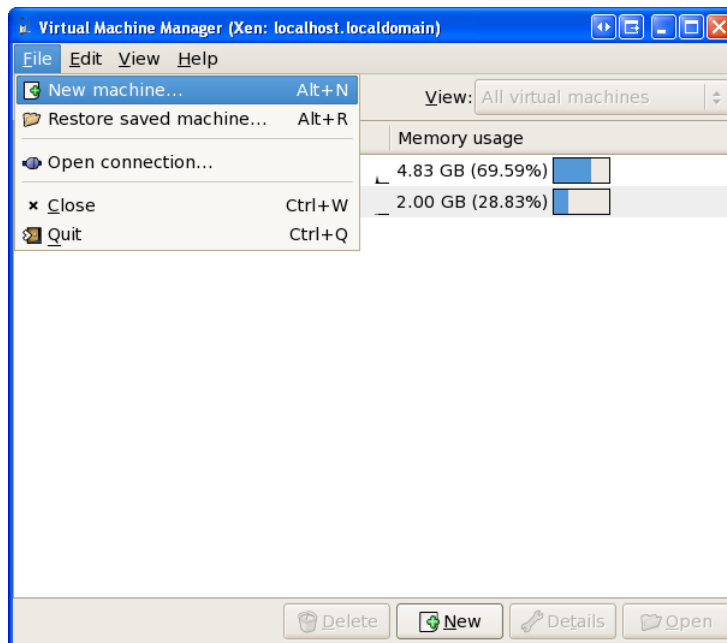 Virtual Machine Manager (Xen: localhost.localdomain)
File Edit View Help
New machine... Alt+N
Restore saved machine... Alt+R
Open connection...
Close Ctrl+W
Quit Ctrl+Q
View: All virtual machines
Memory usage
4.83 GB (69.59%)
2.00 GB (28.83%)
Delete New Details Open